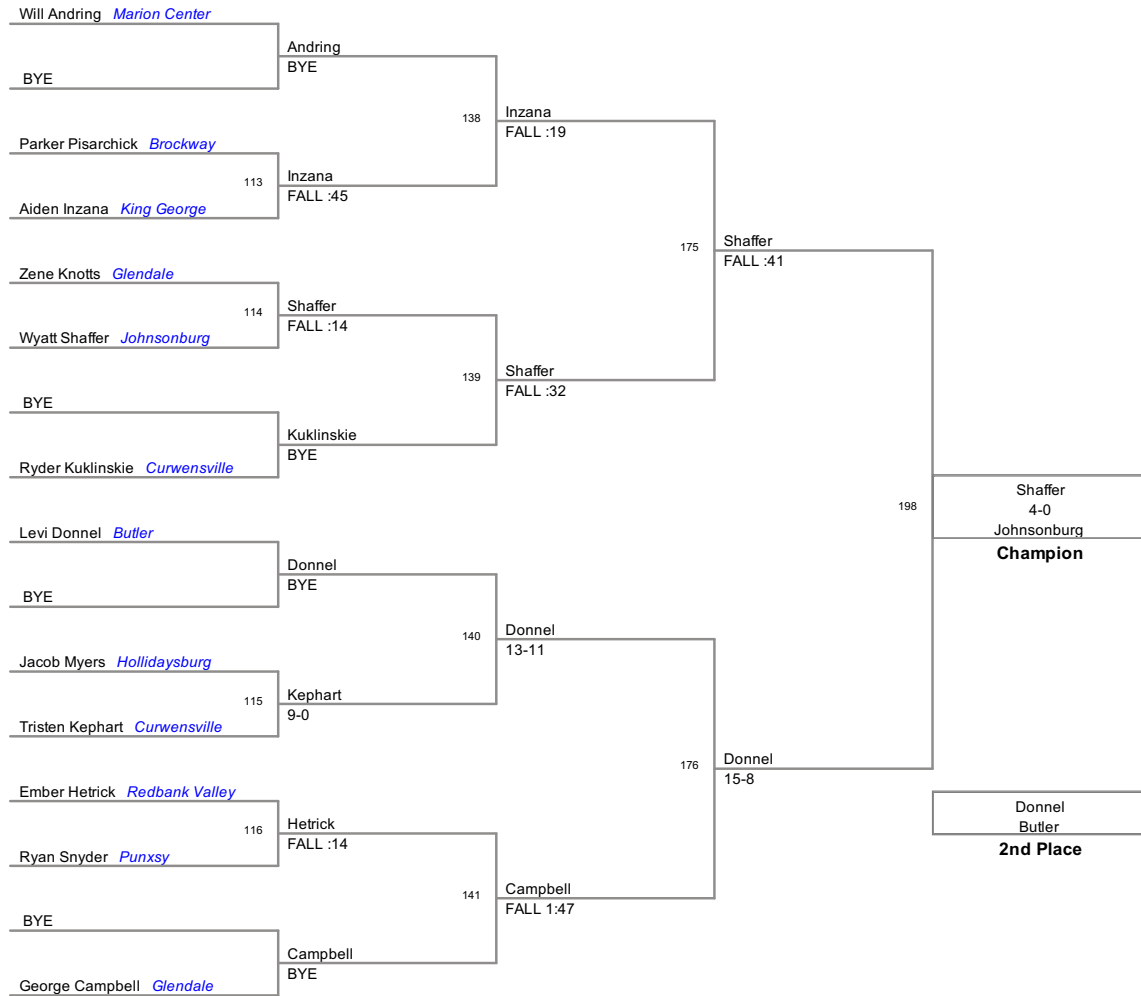 Will Andring Marion Center
BYE
Andring
BYE
138
Inzana
FALL :19
Parker Pisarchick Brockway
113
Inzana
FALL :45
Aiden Inzana King George
175
Shaffer
FALL :41
Zene Knotts Glendale
114
Shaffer
FALL :14
Wyatt Shaffer Johnsonburg
139
Shaffer
FALL :32
BYE
Kuklinskie
BYE
Ryder Kuklinskie Curwensville
198
Shaffer
4-0
Johnsonburg
Champion
Levi Donnel Butler
Donnel
BYE
BYE
140
Donnel
13-11
Jacob Myers Hollidaysburg
115
Kephart
9-0
Tristen Kephart Curwensville
176
Donnel
15-8
Ember Hetrick Redbank Valley
116
Hetrick
FALL :14
Ryan Snyder Punxsy
Donnel
Butler
2nd Place
141
Campbell
FALL 1:47
BYE
Campbell
BYE
George Campbell Glendale